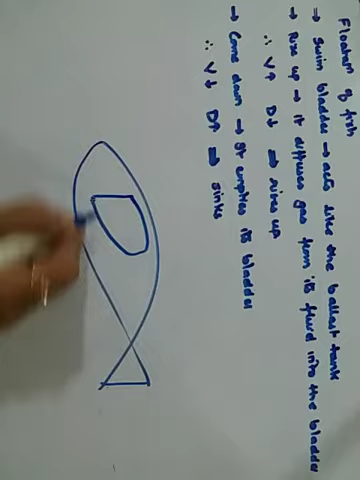 Floatation of fish
→ Swim bladder → acts like the ballast tank
→ Rise up → it diffuses gas from its fluid into the bladder
∴ V↑ D↓ ⇒ rises up
→ Come down → It empties its bladder
∴ V↓ D↑ ⇒ sinks